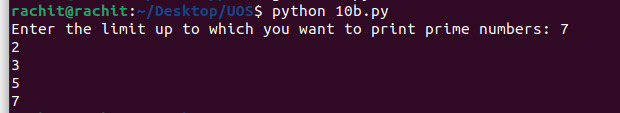 rachit@rachit:~/Desktop/UOS$ python 10b.py
Enter the limit up to which you want to print prime numbers: 7
2
3
5
7